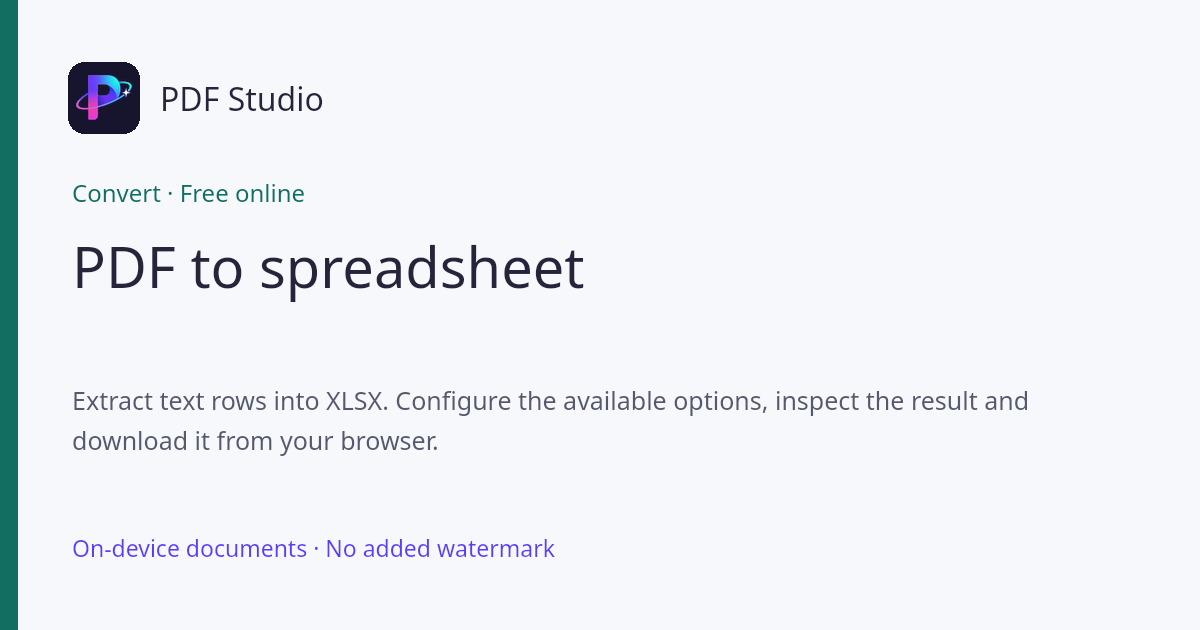 PDF Studio
Convert · Free online
PDF to spreadsheet
Extract text rows into XLSX. Configure the available options, inspect the result and
download it from your browser.
On-device documents · No added watermark